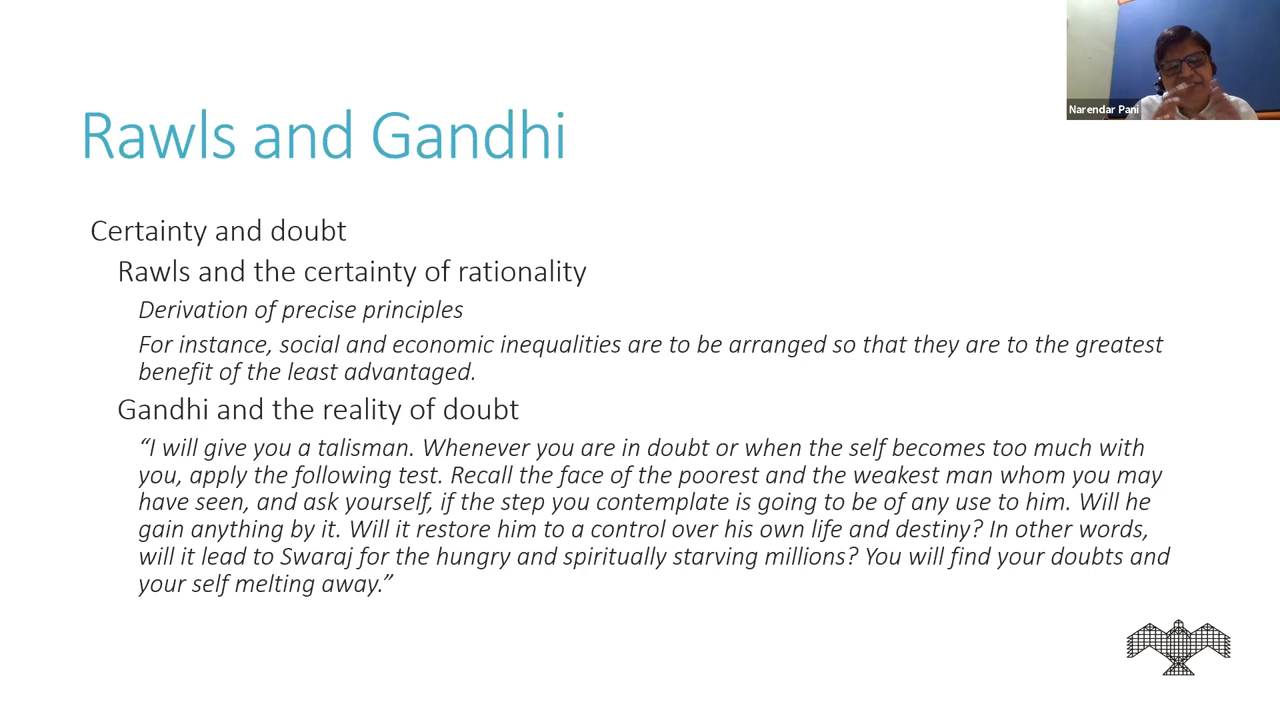 Narendar Pani
Rawls and Gandhi
Certainty and doubt
Rawls and the certainty of rationality
Derivation of precise principles
For instance, social and economic inequalities are to be arranged so that they are to the greatest
benefit of the least advantaged.
Gandhi and the reality of doubt
“I will give you a talisman. Whenever you are in doubt or when the self becomes too much with
you, apply the following test. Recall the face of the poorest and the weakest man whom you may
have seen, and ask yourself, if the step you contemplate is going to be of any use to him. Will he
gain anything by it. Will it restore him to a control over his own life and destiny? In other words,
will it lead to Swaraj for the hungry and spiritually starving millions? You will find your doubts and
your self melting away.”